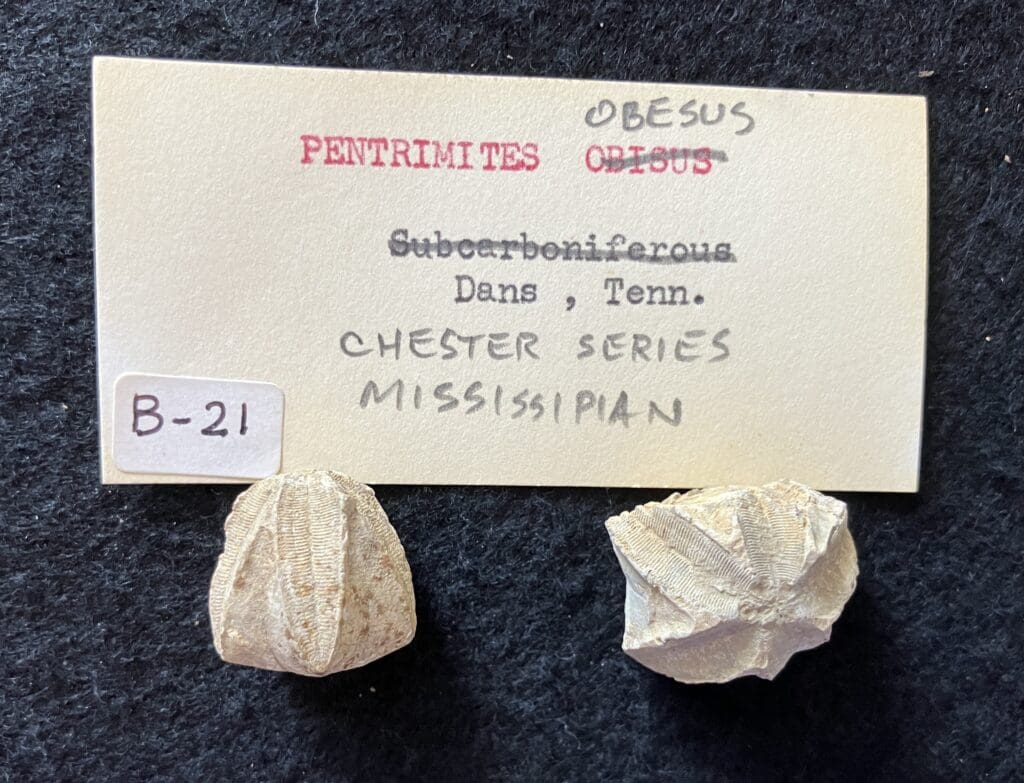 OBESUS
PENTRIMITES OBISUS
Subcarboniferous
Dans , Tenn.
CHESTER SERIES
MISSISSIPIAN
B-21